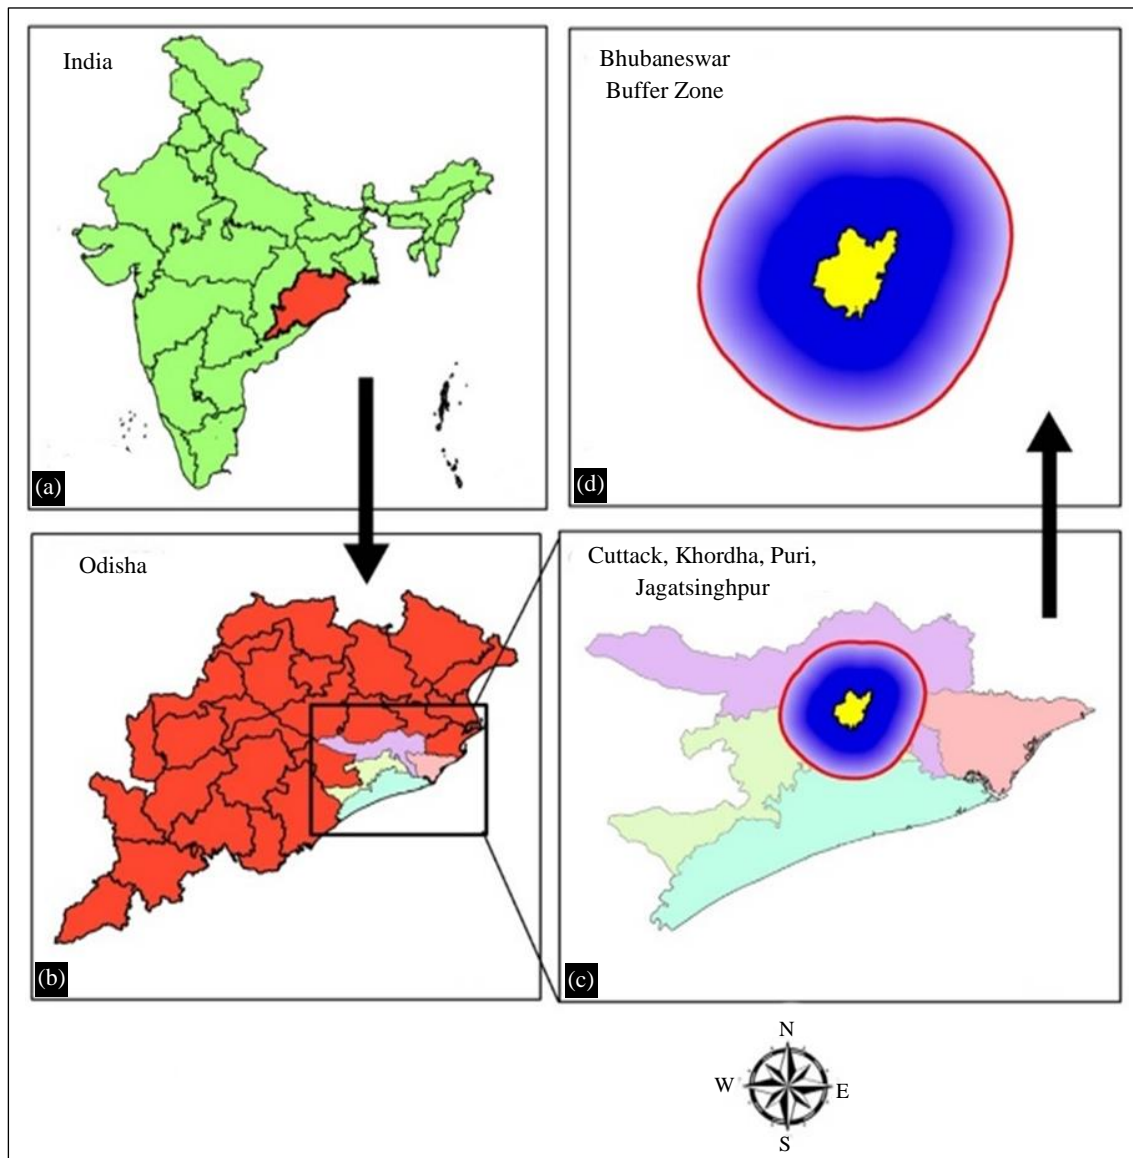 India
(a)
Bhubaneswar
Buffer Zone
(d)
Odisha
(b)
Cuttack, Khordha, Puri,
Jagatsinghpur
(c)
N
W
E
S